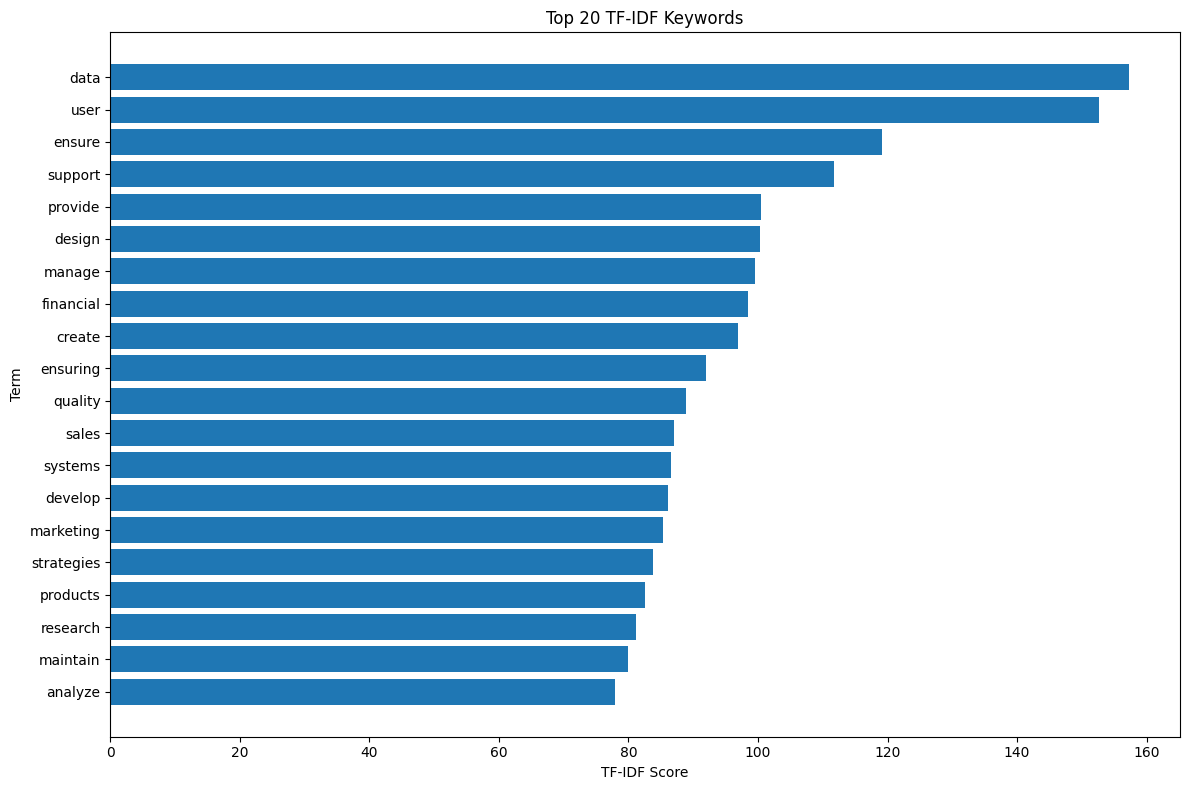 Top 20 TF-IDF Keywords
Term
data
user
ensure
support
provide
design
manage
financial
create
ensuring
quality
sales
systems
develop
marketing
strategies
products
research
maintain
analyze
0 20 40 60 80 100 120 140 160
TF-IDF Score